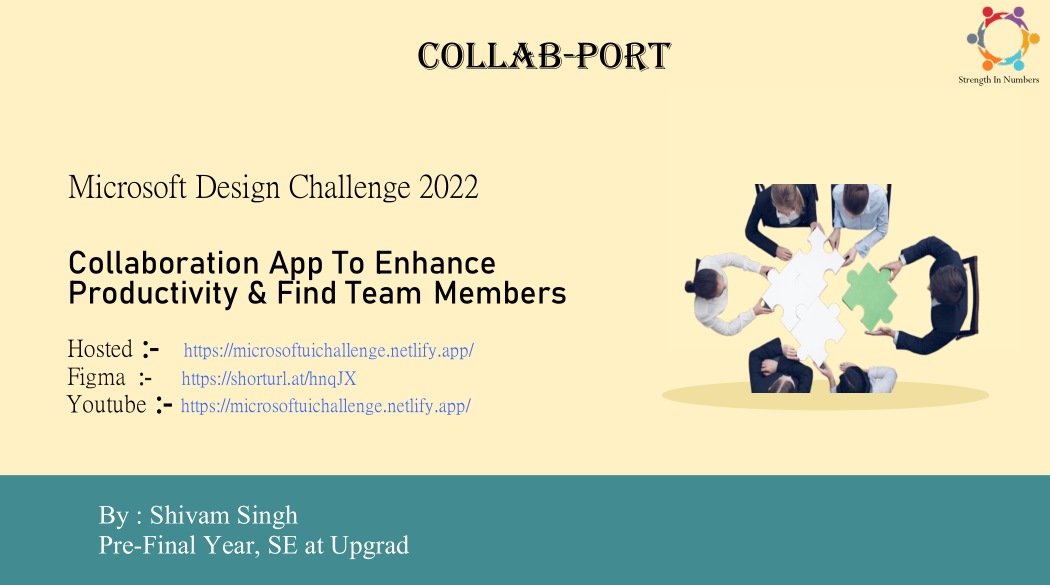 COLLAB-PORT
Strength In Numbers
Microsoft Design Challenge 2022
Collaboration App To Enhance
Productivity & Find Team Members
Hosted :- https://microsoftuichallenge.netlify.app/
Figma :- https://shorturl.at/hnqJX
Youtube :- https://microsoftuichallenge.netlify.app/
By : Shivam Singh
Pre-Final Year, SE at Upgrad